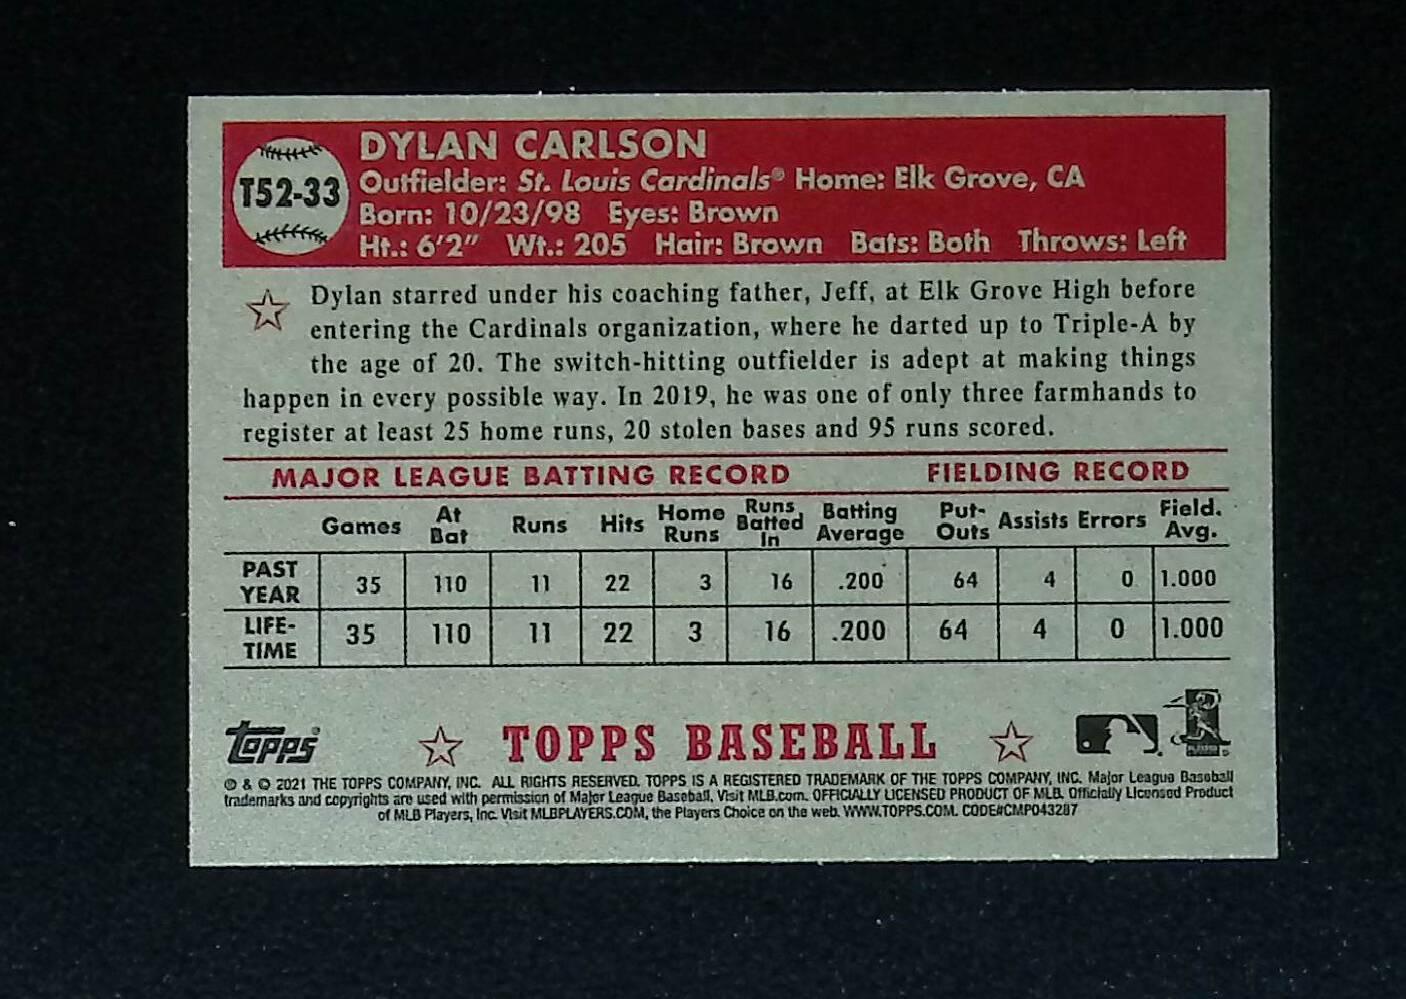 T52-33
DYLAN CARLSON
Outfielder: St. Louis Cardinals® Home: Elk Grove, CA
Born: 10/23/98 Eyes: Brown
Ht.: 6'2" Wt.: 205 Hair: Brown Bats: Both Throws: Left
Dylan starred under his coaching father, Jeff, at Elk Grove High before
entering the Cardinals organization, where he darted up to Triple-A by
the age of 20. The switch-hitting outfielder is adept at making things
happen in every possible way. In 2019, he was one of only three farmhands to
register at least 25 home runs, 20 stolen bases and 95 runs scored.
MAJOR LEAGUE BATTING RECORD FIELDING RECORD
Games At Bat Runs Hits Home Runs Runs Batted In Batting Average Put-Outs Assists Errors Field. Avg.
PAST YEAR 35 110 11 22 3 16 .200 64 4 0 1.000
LIFE-TIME 35 110 11 22 3 16 .200 64 4 0 1.000
Topps TOPPS BASEBALL
® & © 2021 THE TOPPS COMPANY, INC. ALL RIGHTS RESERVED. TOPPS IS A REGISTERED TRADEMARK OF THE TOPPS COMPANY, INC. Major League Baseball
trademarks and copyrights are used with permission of Major League Baseball. Visit MLB.com. OFFICIALLY LICENSED PRODUCT OF MLB. Officially Licensed Product
of MLB Players, Inc. Visit MLBPLAYERS.COM, the Players Choice on the web. WWW.TOPPS.COM. CODE#CMP043287